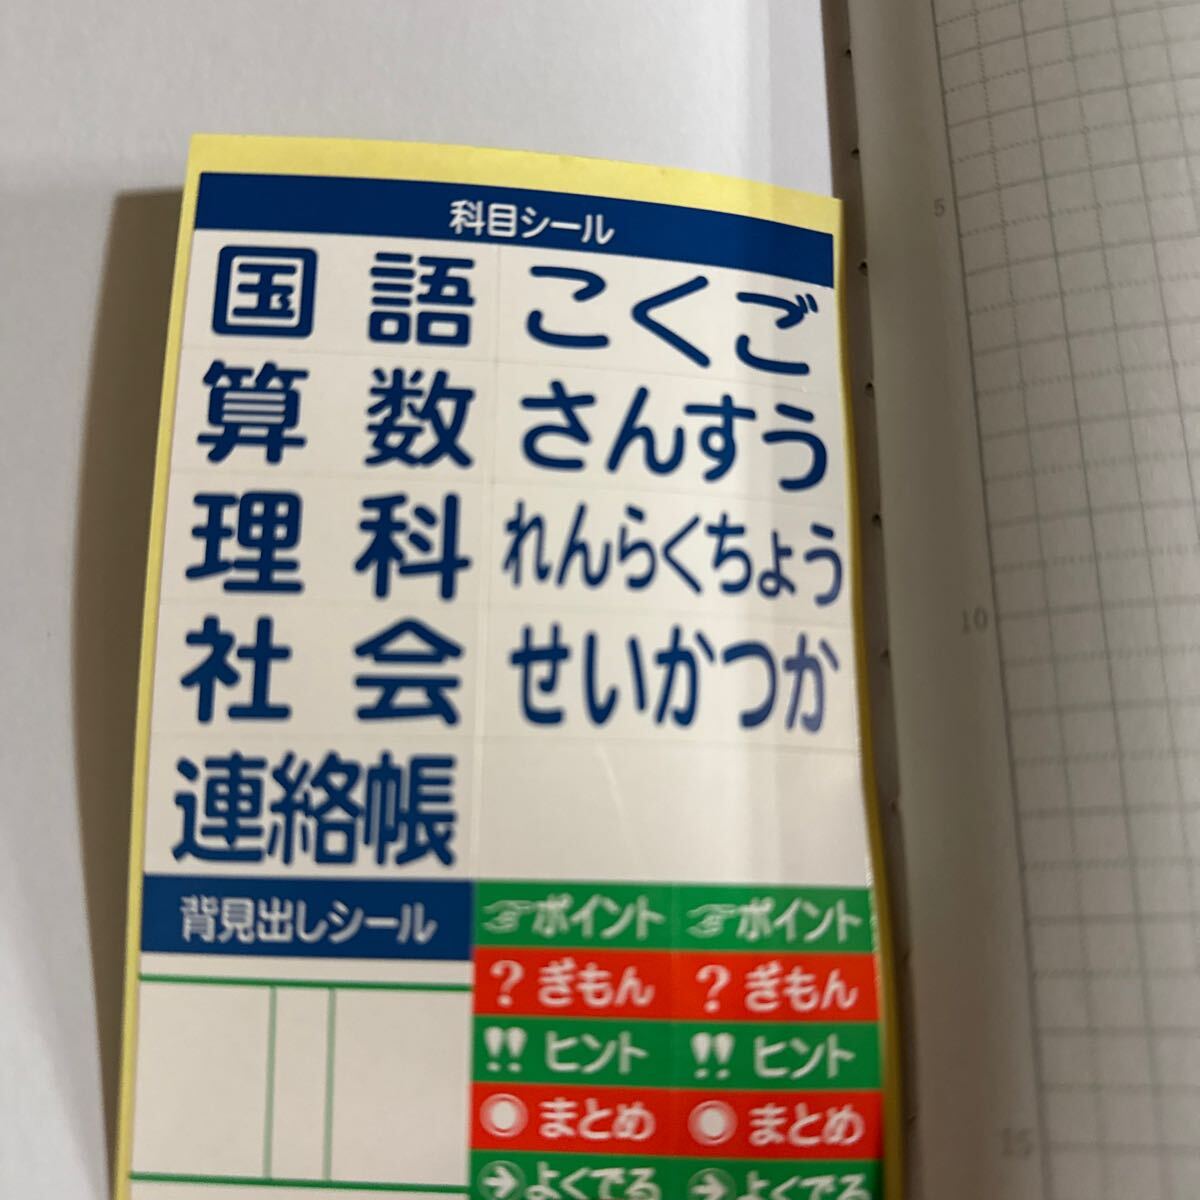 科目シール
国語 こくご
算数 さんすう
理科 れんらくちょう
社会 せいかつか
連絡帳
背見出しシール
☞ポイント ☞ポイント
?ぎもん ?ぎもん
!!ヒント !!ヒント
◉まとめ ◉まとめ
➔よくでる ➔よくでる
5
10
15